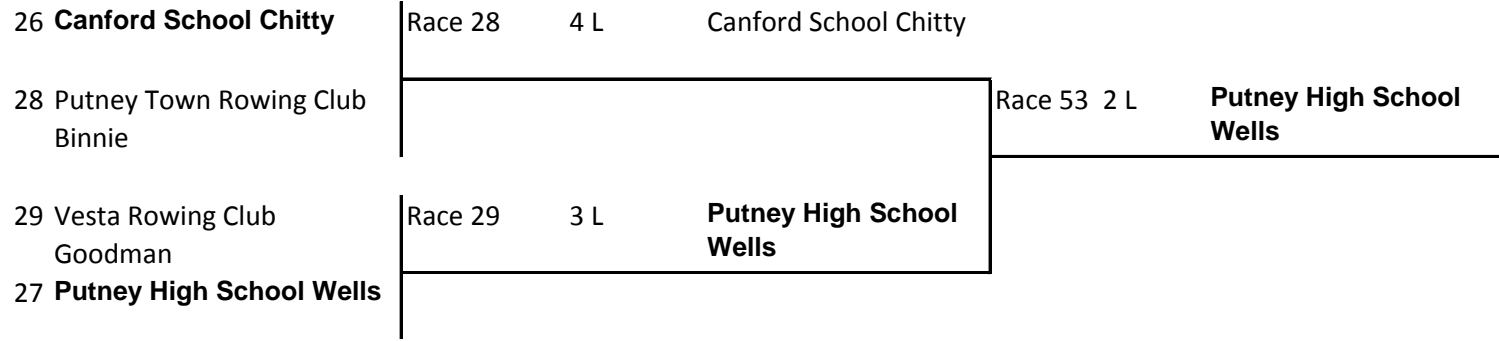 26 Canford School Chitty Race 28 4 L Canford School Chitty
28 Putney Town Rowing Club
Binnie
Race 53 2 L Putney High School
Wells
29 Vesta Rowing Club
Goodman
Race 29 3 L Putney High School
Wells
27 Putney High School Wells